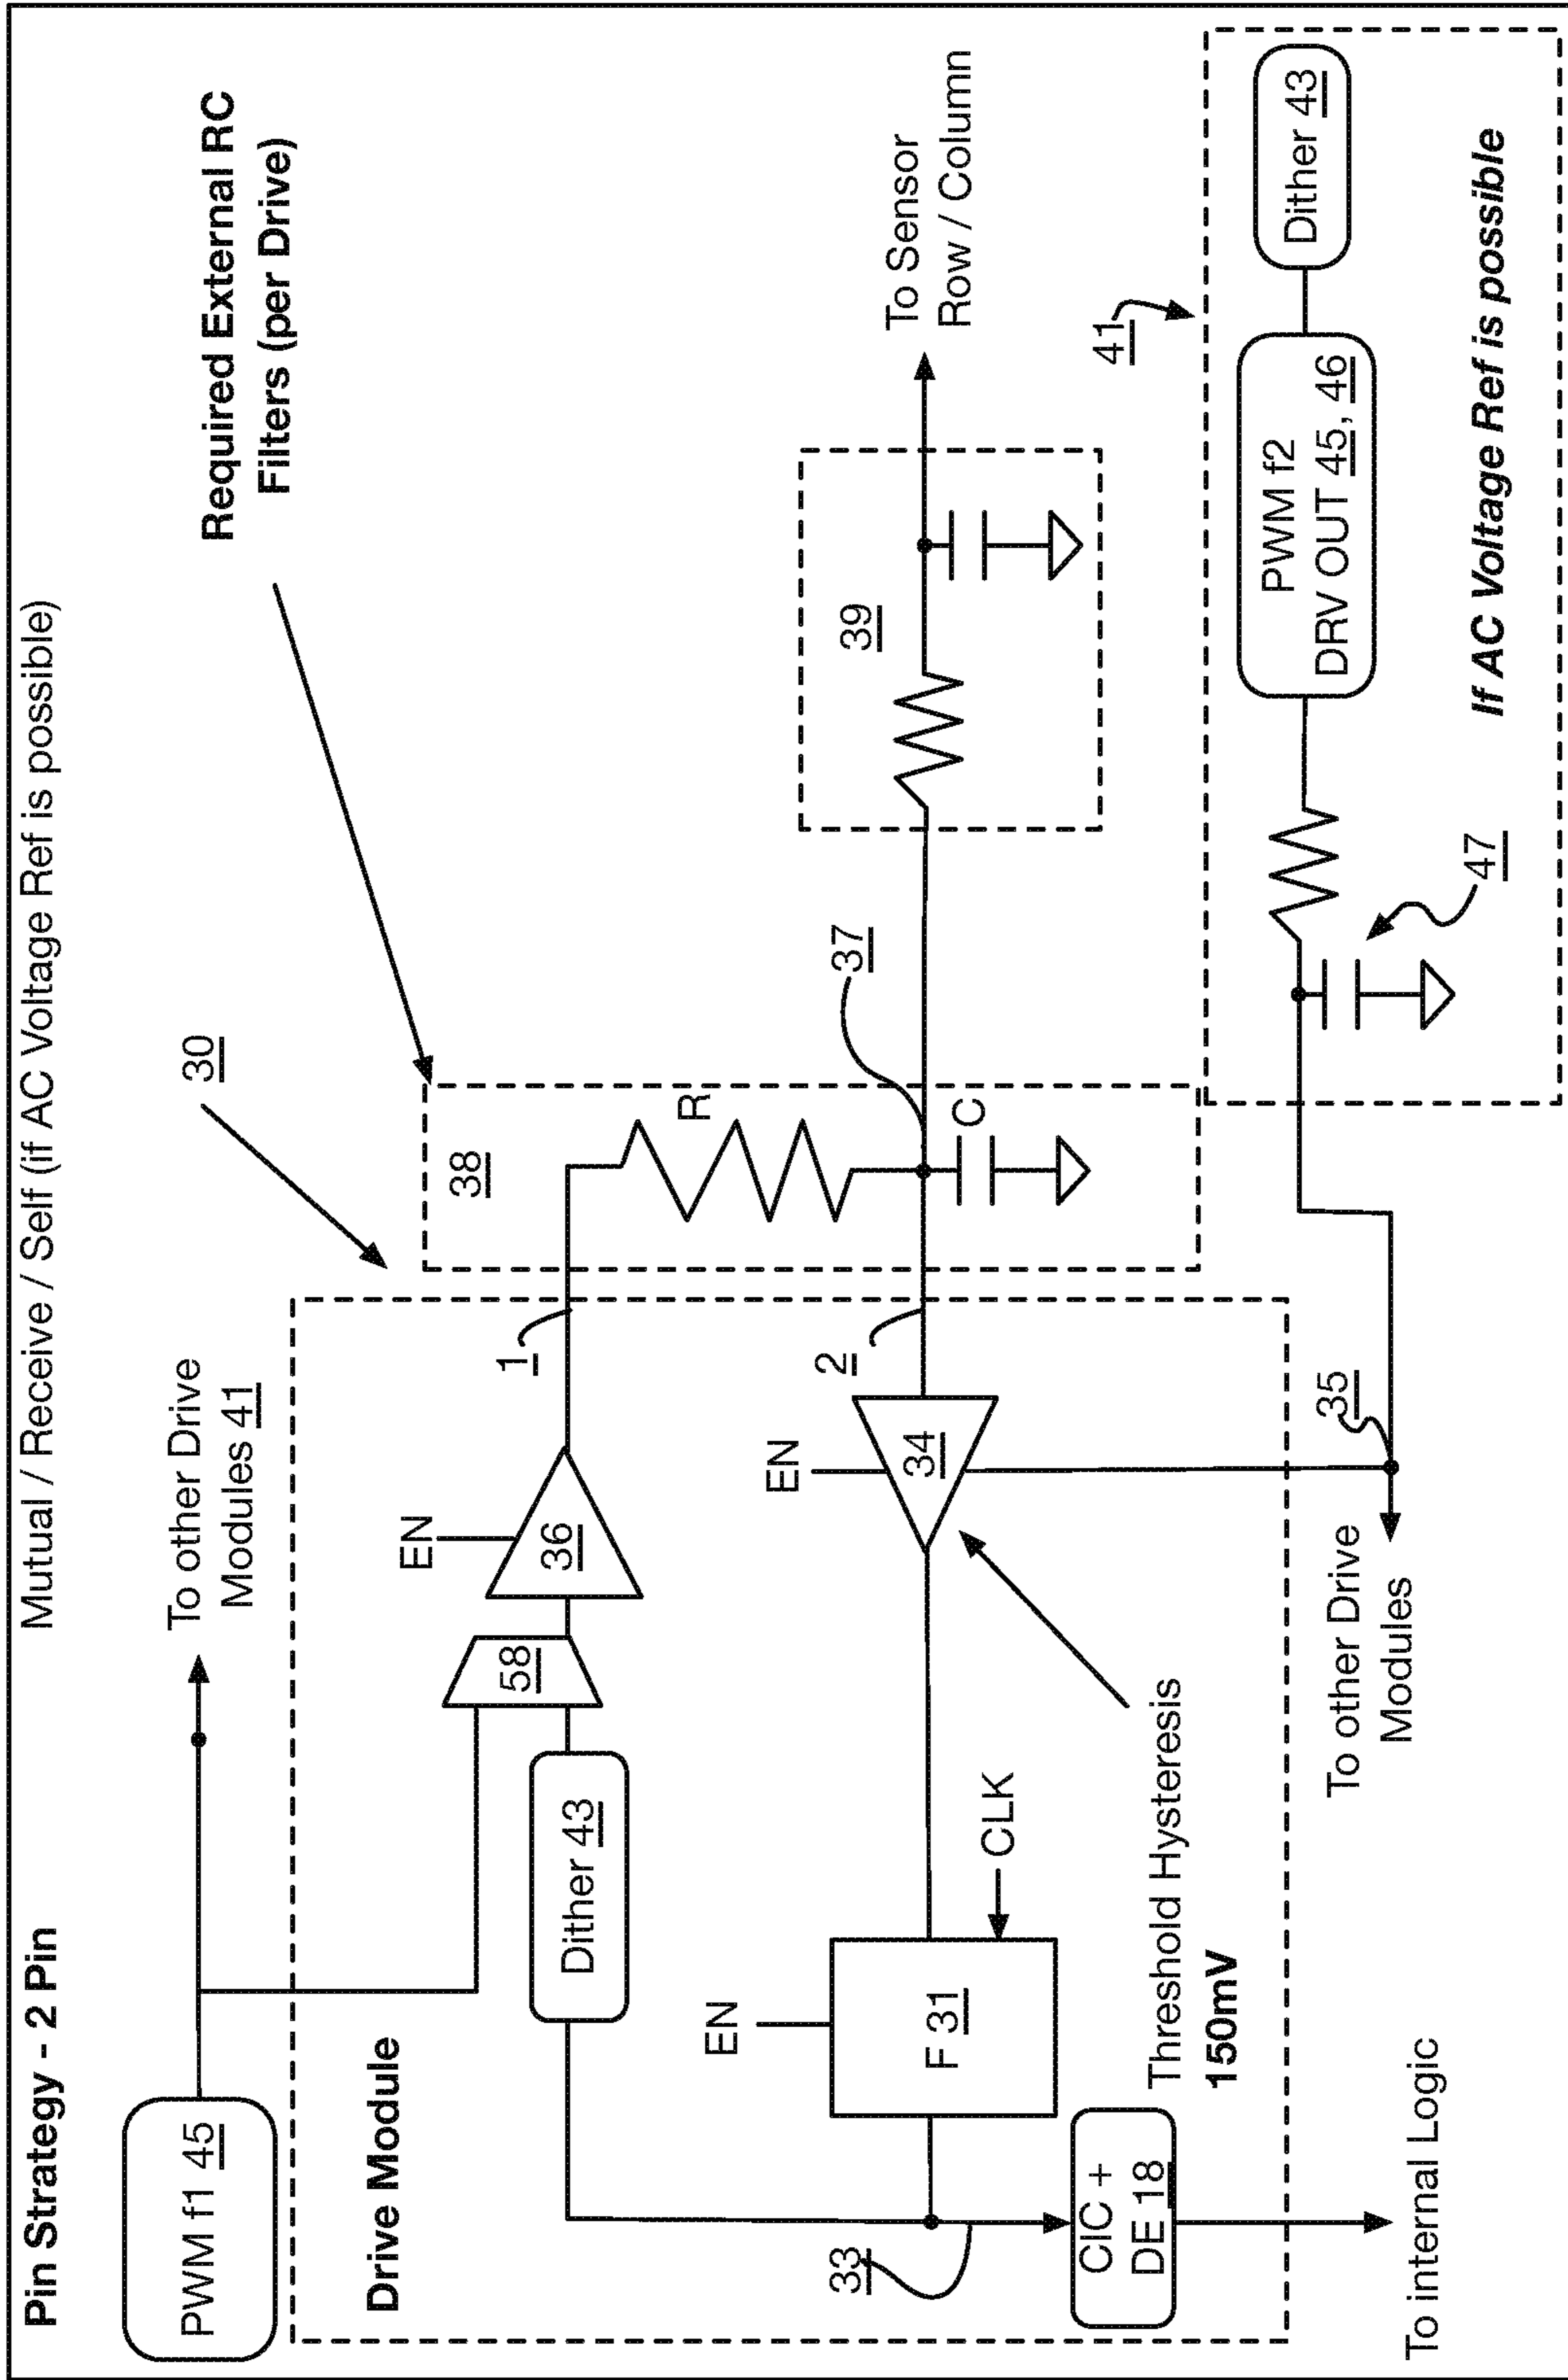 Pin Strategy - 2 Pin
Mutual / Receive / Self (if AC Voltage Ref is possible)
PWM f1 45
To other Drive
Modules 41
30
Required External RC
Filters (per Drive)
Drive Module
Dither 43
58
EN
36
1
38
R
EN
F 31
CLK
EN
34
2
37
C
39
To Sensor
Row / Column
33
CIC +
DE 18
Threshold Hysteresis
150mV
To internal Logic
To other Drive
Modules
35
41
47
PWM f2
DRV OUT 45, 46
Dither 43
If AC Voltage Ref is possible